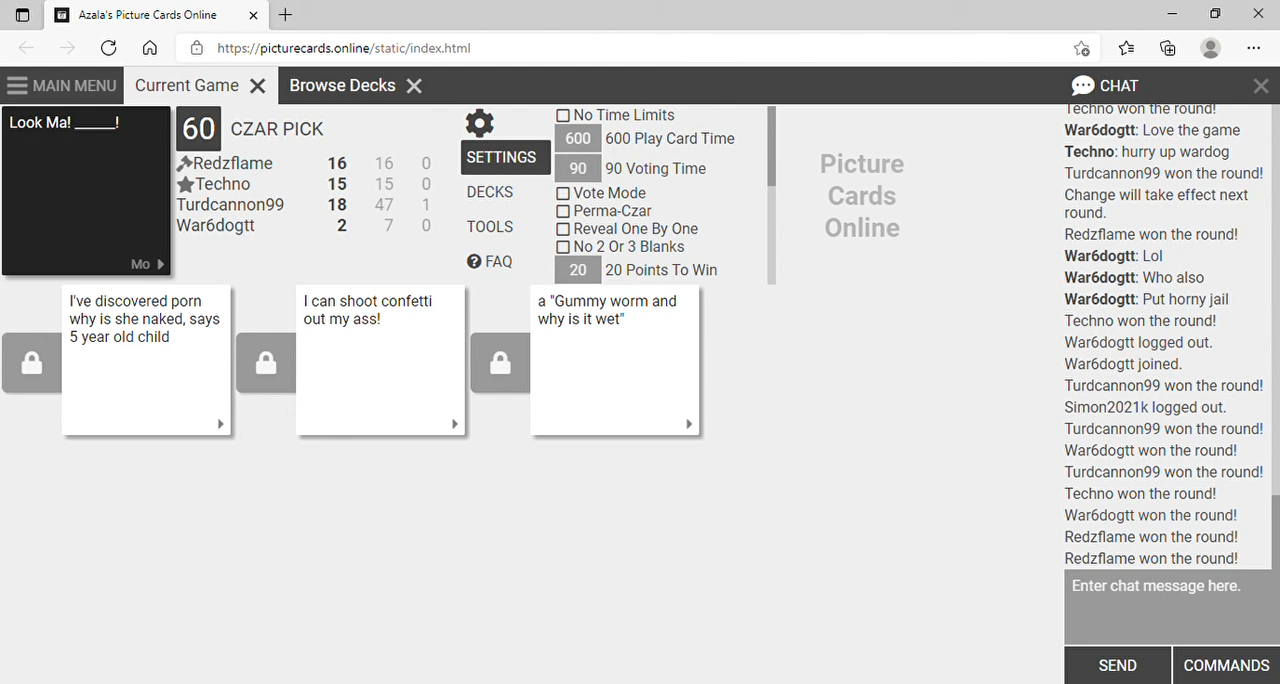 Azala's Picture Cards Online
https://picturecards.online/static/index.html
MAIN MENU
Current Game
Browse Decks
CHAT
Look Ma! _____!
Mo
60 CZAR PICK
Redzflame 16 16 0
Techno 15 15 0
Turdcannon99 18 47 1
War6dogtt 2 7 0
SETTINGS
DECKS
TOOLS
FAQ
No Time Limits
600 600 Play Card Time
90 90 Voting Time
Vote Mode
Perma-Czar
Reveal One By One
No 2 Or 3 Blanks
20 20 Points To Win
Picture
Cards
Online
I've discovered porn
why is she naked, says
5 year old child
I can shoot confetti
out my ass!
a "Gummy worm and
why is it wet"
Techno won the round!
War6dogtt: Love the game
Techno: hurry up wardog
Turdcannon99 won the round!
Change will take effect next
round.
Redzflame won the round!
War6dogtt: Lol
War6dogtt: Who also
War6dogtt: Put horny jail
Techno won the round!
War6dogtt logged out.
War6dogtt joined.
Turdcannon99 won the round!
Simon2021k logged out.
Turdcannon99 won the round!
War6dogtt won the round!
Turdcannon99 won the round!
Techno won the round!
War6dogtt won the round!
Redzflame won the round!
Redzflame won the round!
Enter chat message here.
SEND
COMMANDS